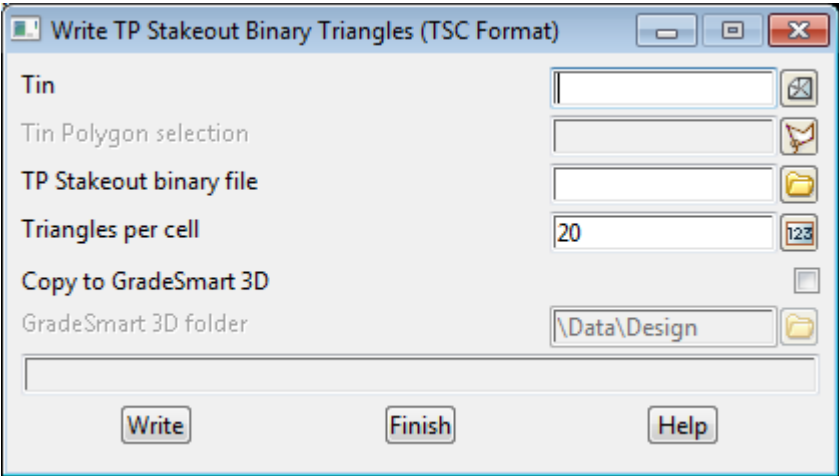 Write TP Stakeout Binary Triangles (TSC Format)
Tin
Tin Polygon selection
TP Stakeout binary file
Triangles per cell 20 123
Copy to GradeSmart 3D
GradeSmart 3D folder \Data\Design
Write Finish Help